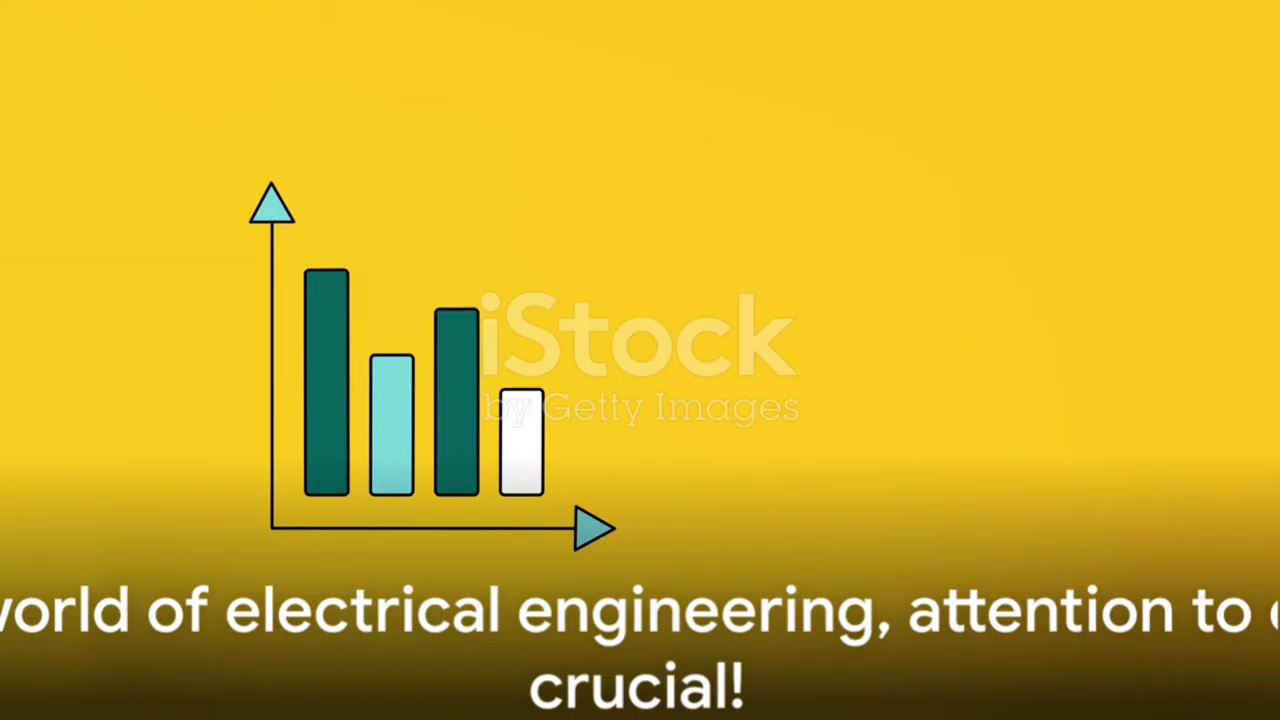 iStock
by Getty Images
world of electrical engineering, attention to
crucial!